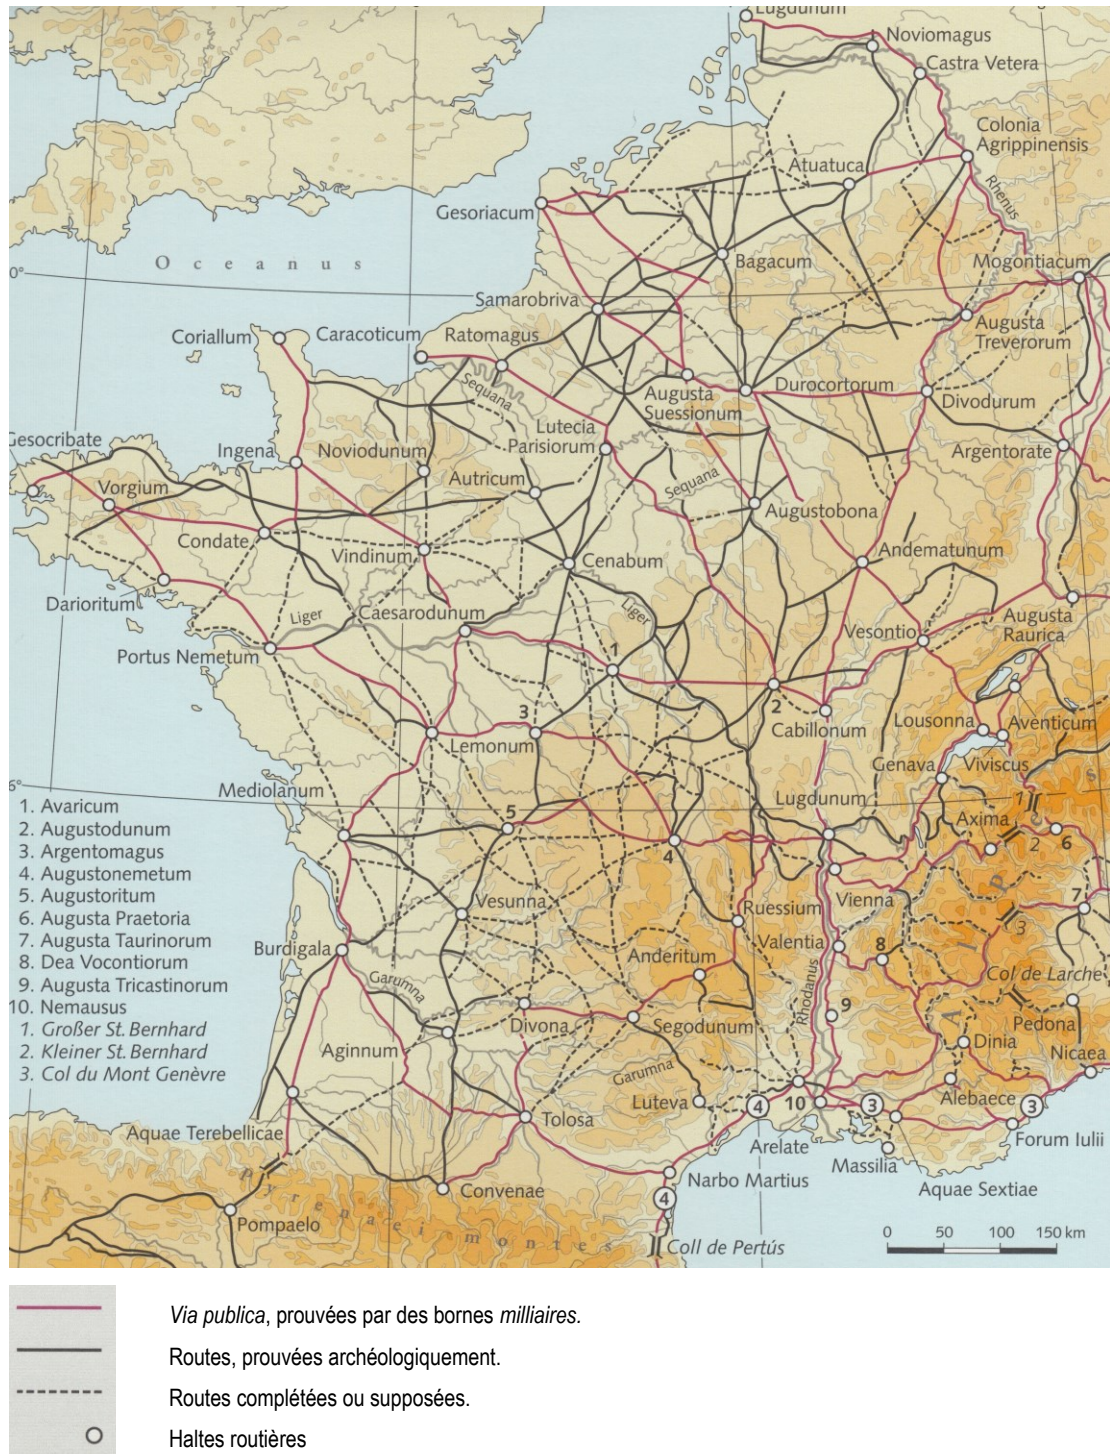 Lugdunum
Noviomagus
Castra Vetera
Colonia
Agrippinensis
Atuatuca
Rhenus
Gesoriacum
Bagacum
Mogontiacum
Oceanus
0°
Samarobriva
Coriallum
Caracoticum
Ratomagus
Augusta
Treverorum
Sequana
Augusta
Suessionum
Durocortorum
Divodurum
Lutecia
Parisiorum
Gesocribate
Ingena
Noviodunum
Argentorate
Autricum
Sequana
Vorgium
Augustobona
Condate
Vindinum
Cenabum
Andematunum
Darioritum
Liger
Caesarodunum
Liger
Vesontio
Augusta
Raurica
Portus Nemetum
1
2
3
Lemonum
Cabillonum
Lousonna
Aventicum
Viviscus
Genava
Mediolanum
6°
Lugdunum
1
Axima
2
6
5
4
1. Avaricum
2. Augustodunum
3. Argentomagus
4. Augustonemetum
5. Augustoritum
6. Augusta Praetoria
7. Augusta Taurinorum
8. Dea Vocontiorum
9. Augusta Tricastinorum
10. Nemausus
1 Großer St. Bernhard
2. Kleiner St. Bernhard
3. Col du Mont Genèvre
Vesunna
Vienna
7
Ruessium
3
Burdigala
Valentia
8
Anderitum
Alpes
Col de Larche
Garumna
Rhodanus
9
Divona
Segodunum
Pedona
Aginnum
Dinia
Nicaea
Garumna
Luteva
4
10
3
Alebaece
3
Aquae Terebellicae
Tolosa
Arelate
Forum Iulii
Massilia
Narbo Martius
Aquae Sextiae
Convenae
4
Pyrenaei montes
Pompaelo
Coll de Pertús
0 50 100 150 km
Via publica, prouvées par des bornes milliaires.
Routes, prouvées archéologiquement.
Routes complétées ou supposées.
Haltes routières